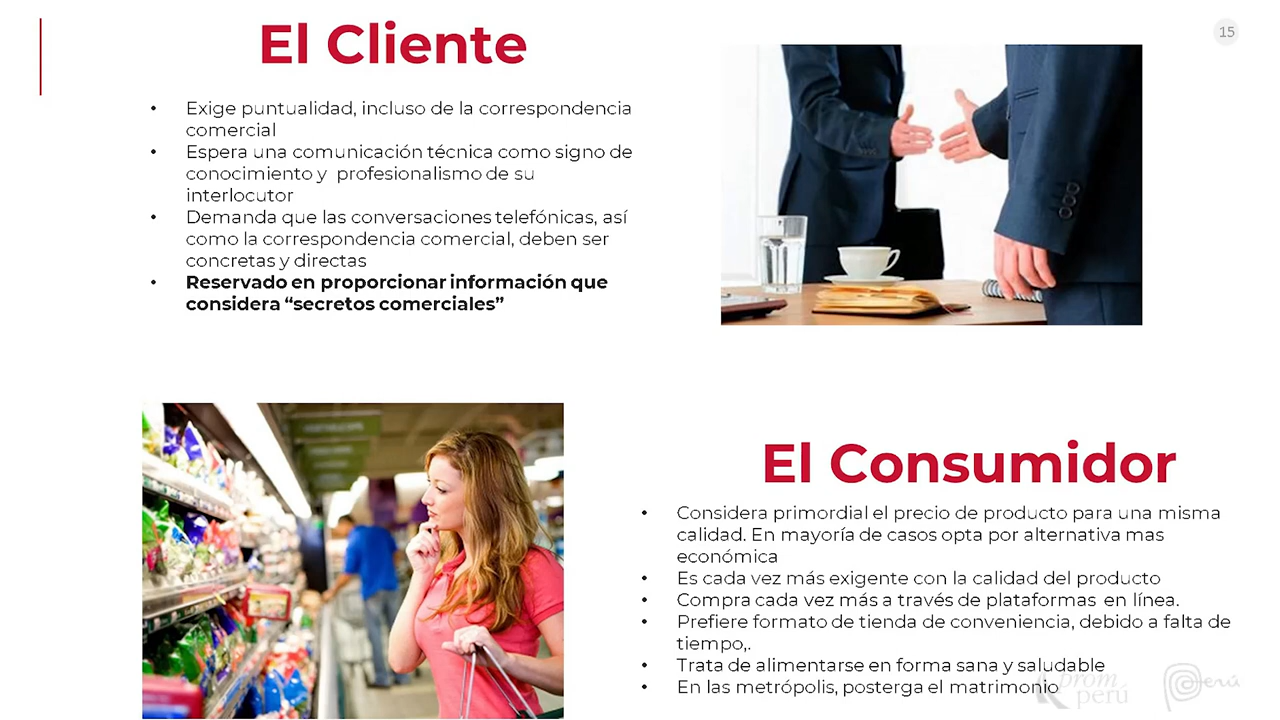 15
El Cliente
• Exige puntualidad, incluso de la correspondencia
comercial
• Espera una comunicación técnica como signo de
conocimiento y profesionalismo de su
interlocutor
• Demanda que las conversaciones telefónicas, así
como la correspondencia comercial, deben ser
concretas y directas
• Reservado en proporcionar información que
considera “secretos comerciales”
El Consumidor
• Considera primordial el precio de producto para una misma
calidad. En mayoría de casos opta por alternativa mas
económica
• Es cada vez más exigente con la calidad del producto
• Compra cada vez más a través de plataformas en línea.
• Prefiere formato de tienda de conveniencia, debido a falta de
tiempo,.
• Trata de alimentarse en forma sana y saludable
• En las metrópolis, posterga el matrimonio
prom
perú
Perú